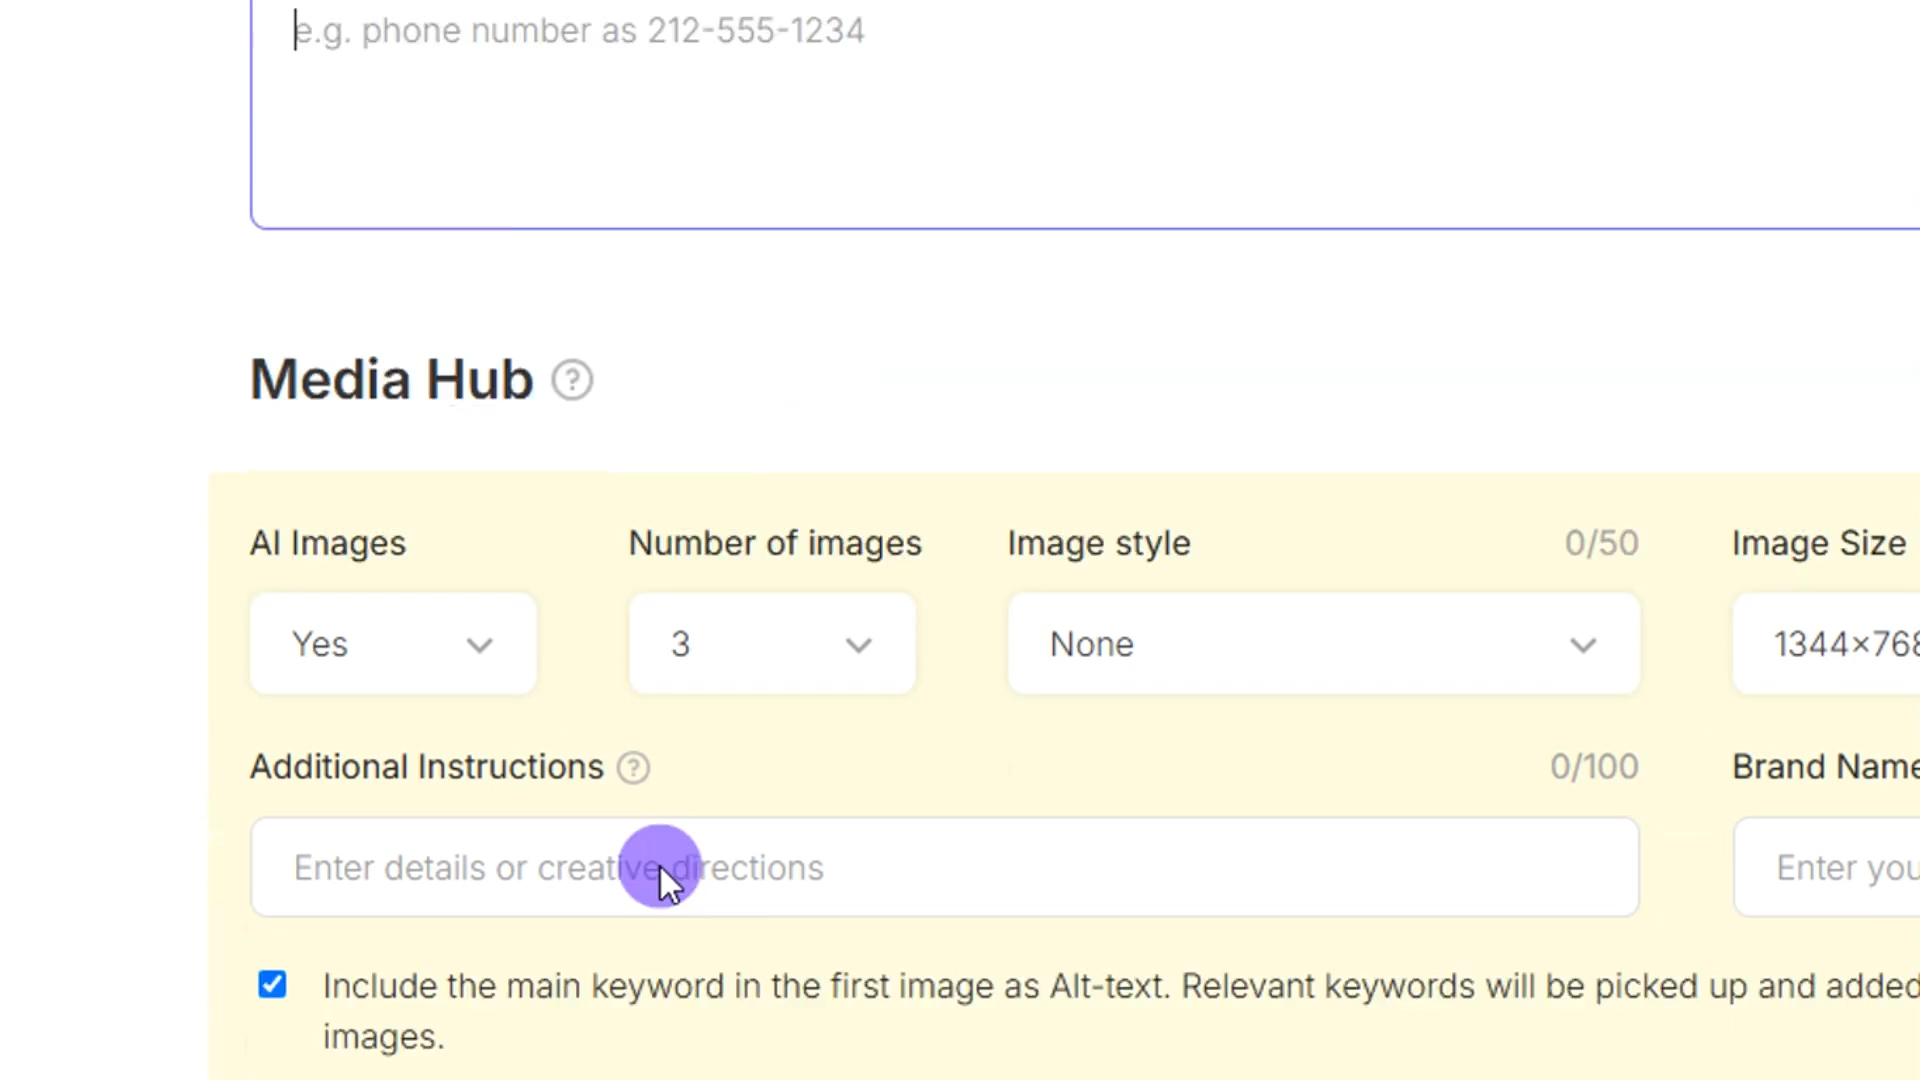 e.g. phone number as 212-555-1234
Media Hub ?
AI Images
Number of images
Image style
0/50
Image Size
Yes
3
None
1344×768
Additional Instructions ?
0/100
Brand Name
Enter details or creative directions
Enter you
Include the main keyword in the first image as Alt-text. Relevant keywords will be picked up and added
images.